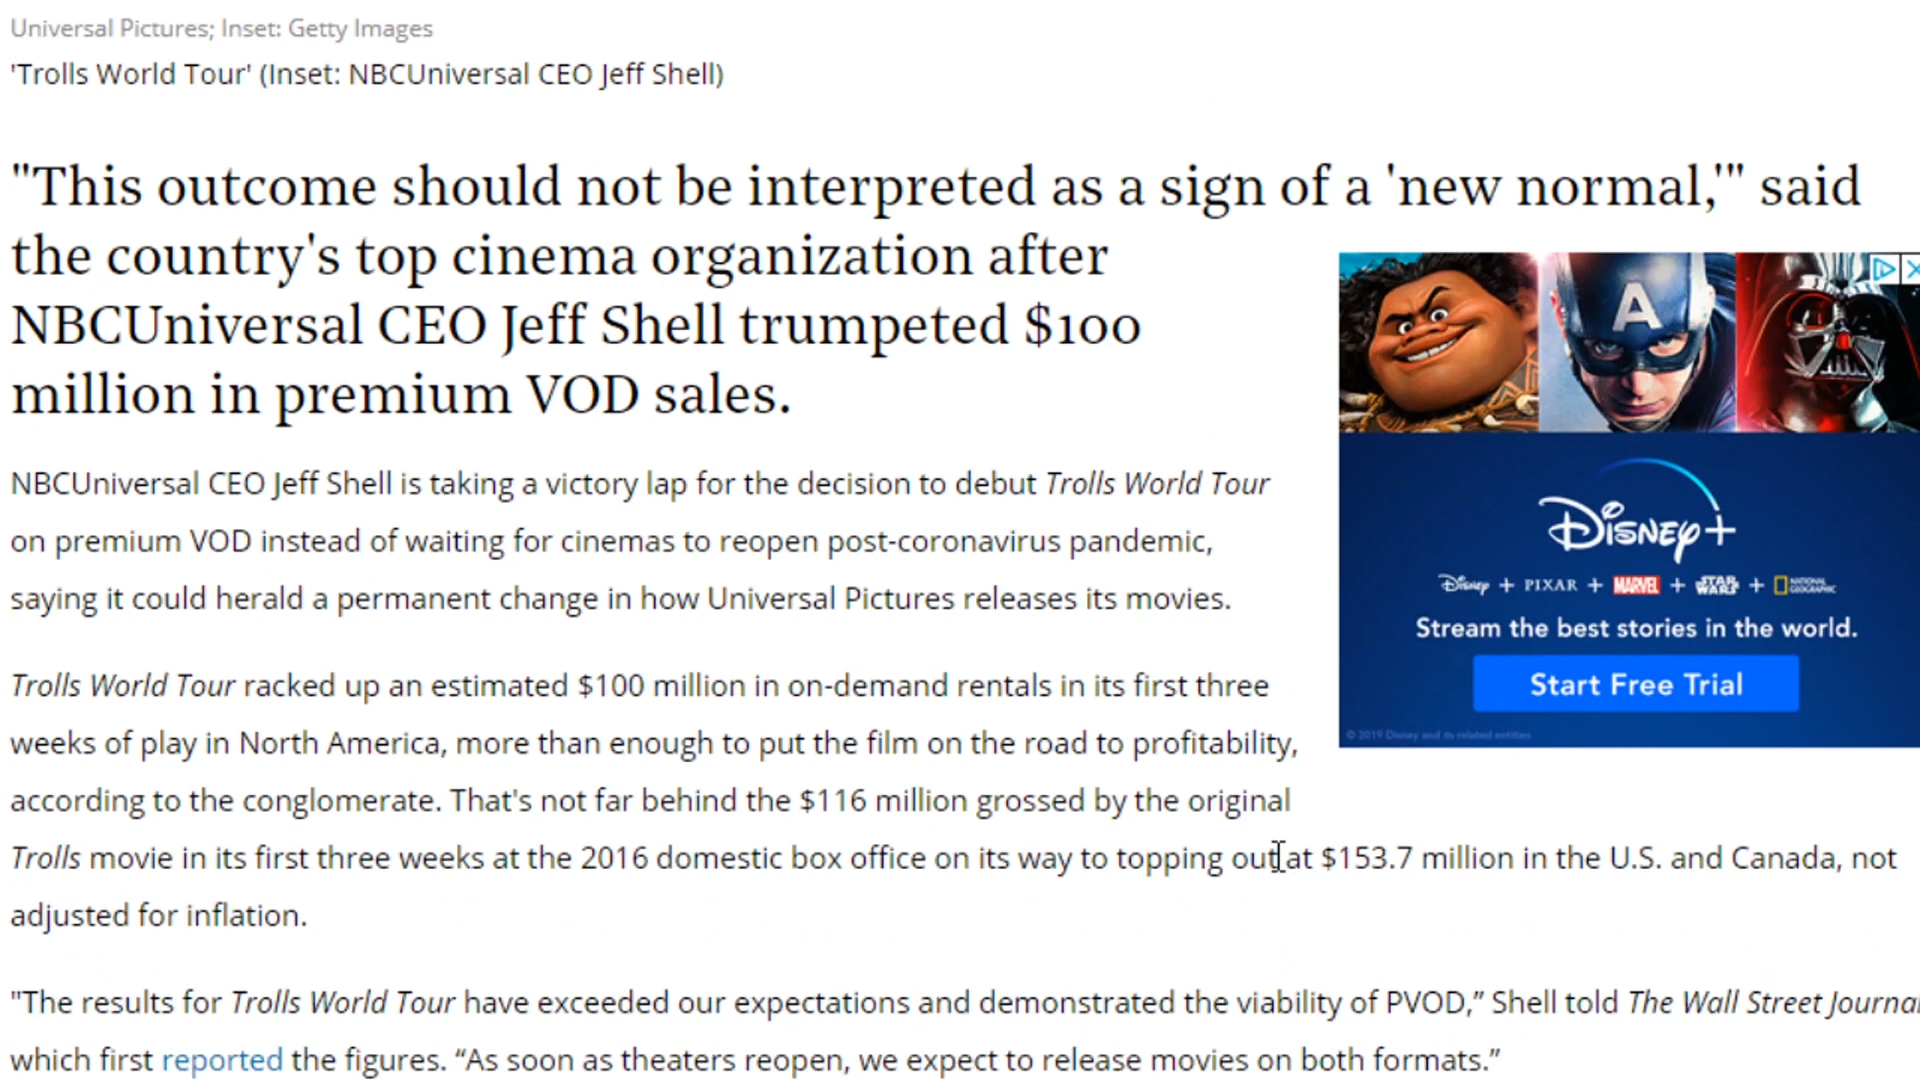 Universal Pictures; Inset: Getty Images
'Trolls World Tour' (Inset: NBCUniversal CEO Jeff Shell)
"This outcome should not be interpreted as a sign of a 'new normal,'" said
the country's top cinema organization after
NBCUniversal CEO Jeff Shell trumpeted $100
million in premium VOD sales.
NBCUniversal CEO Jeff Shell is taking a victory lap for the decision to debut Trolls World Tour
on premium VOD instead of waiting for cinemas to reopen post-coronavirus pandemic,
saying it could herald a permanent change in how Universal Pictures releases its movies.
Trolls World Tour racked up an estimated $100 million in on-demand rentals in its first three
weeks of play in North America, more than enough to put the film on the road to profitability,
according to the conglomerate. That's not far behind the $116 million grossed by the original
Trolls movie in its first three weeks at the 2016 domestic box office on its way to topping out at $153.7 million in the U.S. and Canada, not
adjusted for inflation.
"The results for Trolls World Tour have exceeded our expectations and demonstrated the viability of PVOD,” Shell told The Wall Street Journal
which first reported the figures. “As soon as theaters reopen, we expect to release movies on both formats.”
A
Disney+
Disney + PIXAR + MARVEL + STAR WARS + NATIONAL GEOGRAPHIC
Stream the best stories in the world.
Start Free Trial
© 2019 Disney and its related entities